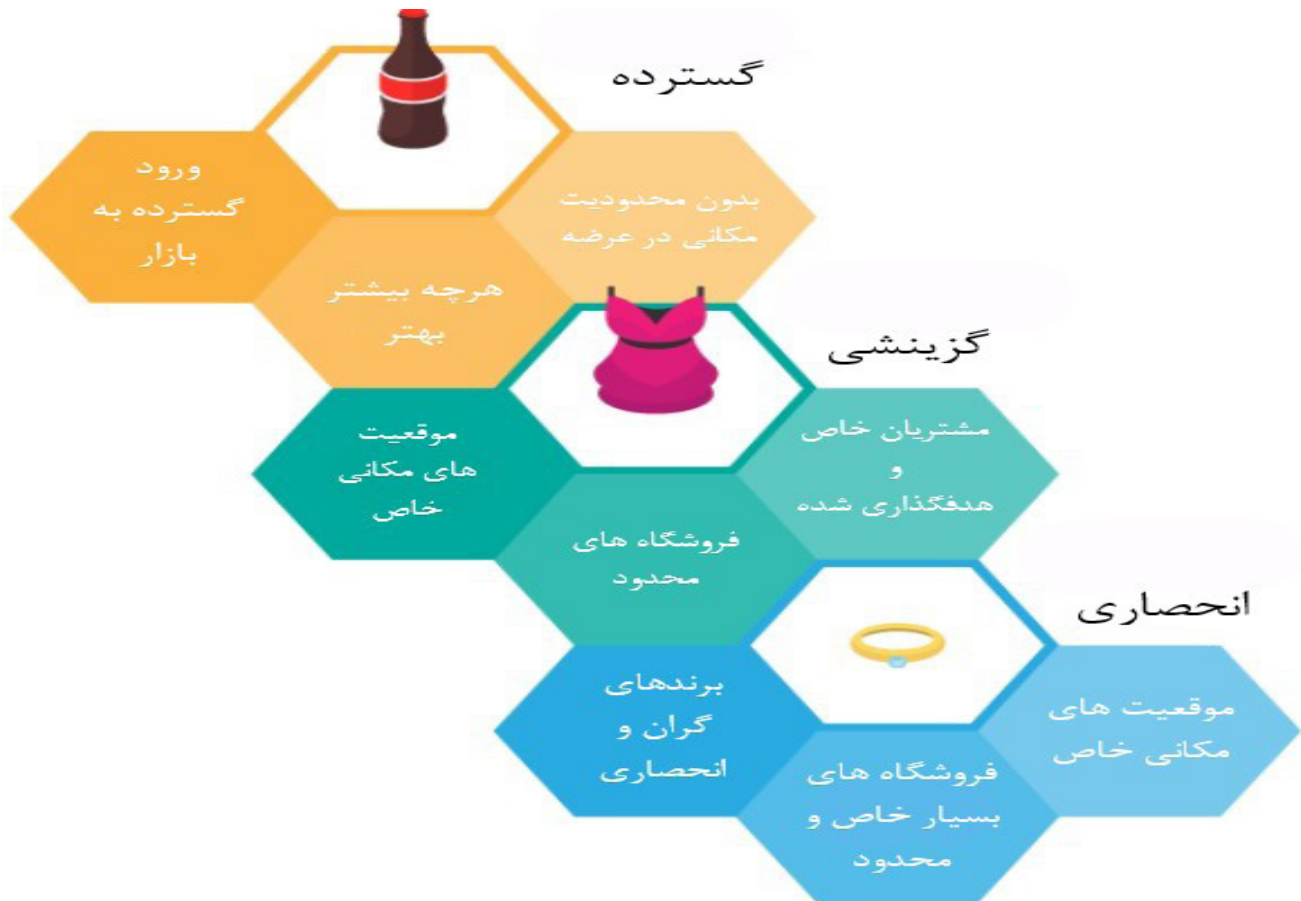 گسترده
ورود
گسترده به
بازار
بدون محدودیت
مکانی در عرضه
هرچه بیشتر
بهتر
گزینشی
موقعیت
های مکانی
خاص
مشتریان خاص
و
هدفگذاری شده
فروشگاه های
محدود
انحصاری
برندهای
گران و
انحصاری
موقعیت های
مکانی خاص
فروشگاه های
بسیار خاص و
محدود